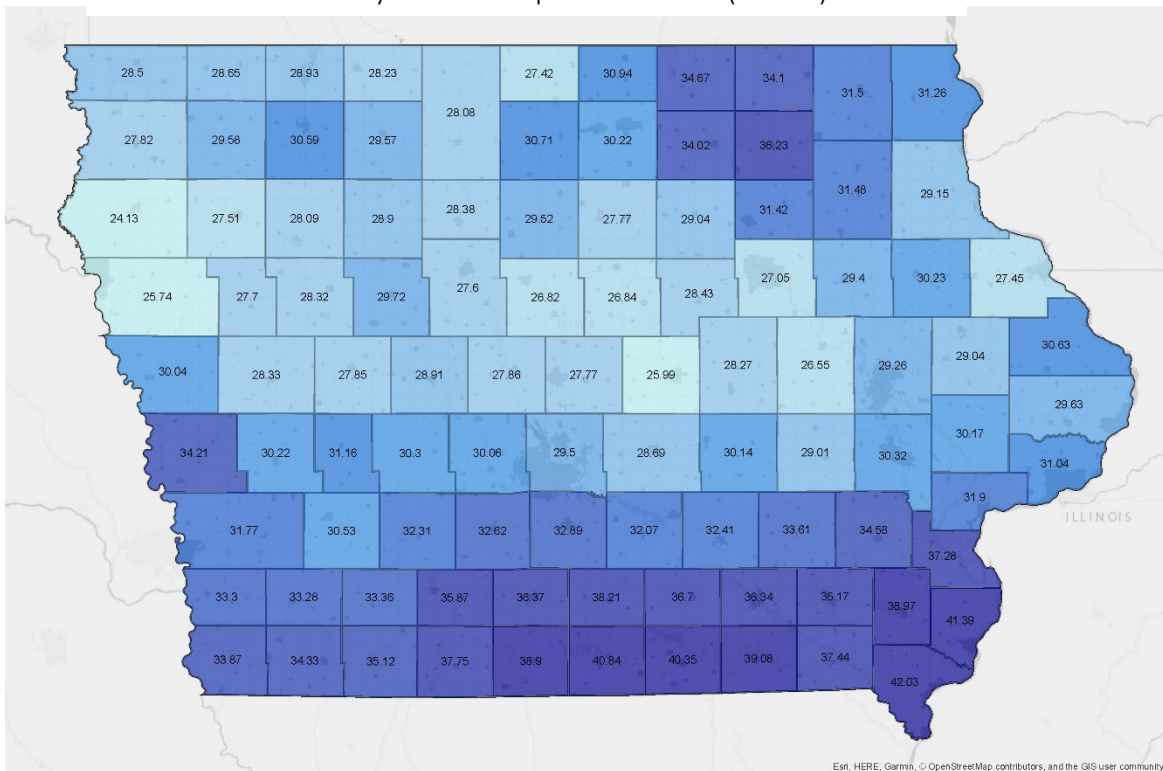 28.5 28.65 28.93 28.23 27.42 30.94 34.67 34.1 31.5 31.26
28.08
27.82 29.58 30.59 29.57 30.71 30.22 34.02 36.23
31.48 29.15
24.13 27.51 28.09 28.9 28.38 29.52 27.77 29.04 31.42
25.74 27.7 28.32 29.72 27.6 26.82 26.84 28.43 27.05 29.4 30.23 27.45
30.04 28.33 27.85 28.91 27.86 27.77 25.99 28.27 26.55 29.26 29.04 30.63
29.63
34.21 30.22 31.16 30.3 30.06 29.5 28.69 30.14 29.01 30.32 30.17 31.04
31.9
ILLINOIS
31.77 30.53 32.31 32.62 32.89 32.07 32.41 33.61 34.58 37.28
33.3 33.28 33.36 35.87 36.37 38.21 36.7 36.34 36.17 38.97 41.39
33.87 34.33 35.12 37.75 38.9 40.84 40.35 39.08 37.44 42.03
Esri, HERE, Garmin, © OpenStreetMap contributors, and the GIS user community